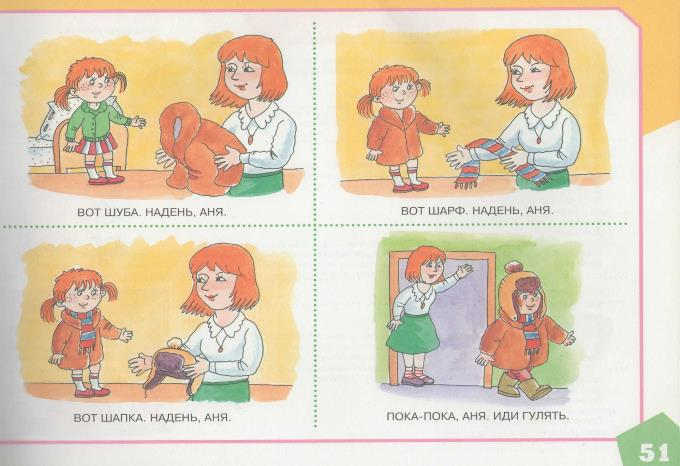 ВОТ ШУБА. НАДЕНЬ, АНЯ.
ВОТ ШАРФ. НАДЕНЬ, АНЯ.
ВОТ ШАПКА. НАДЕНЬ, АНЯ.
ПОКА-ПОКА, АНЯ. ИДИ ГУЛЯТЬ.
51